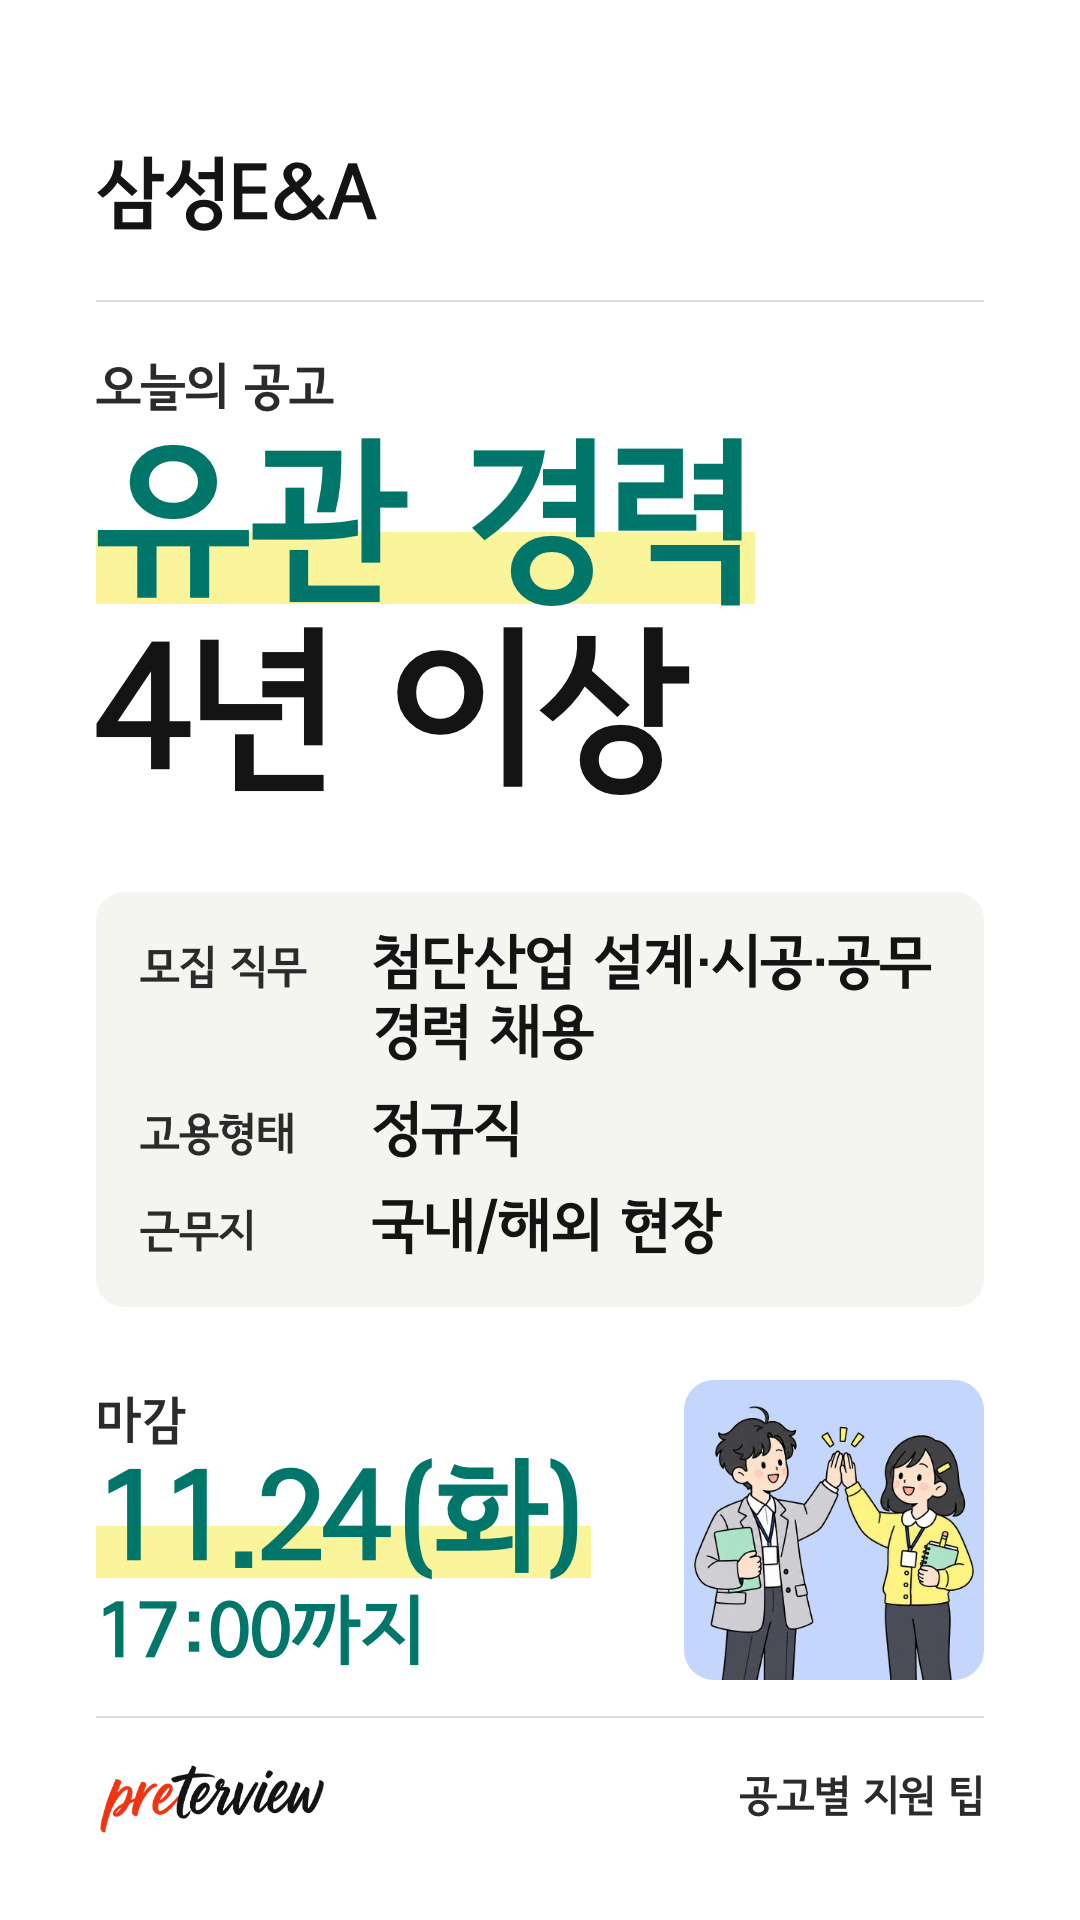 삼성E&A
오늘의 공고
유관 경력
4년 이상
모집 직무 첨단산업 설계·시공·공무
경력 채용
고용형태 정규직
근무지 국내/해외 현장
마감
11.24(화)
17:00까지
preterview
공고별 지원 팁